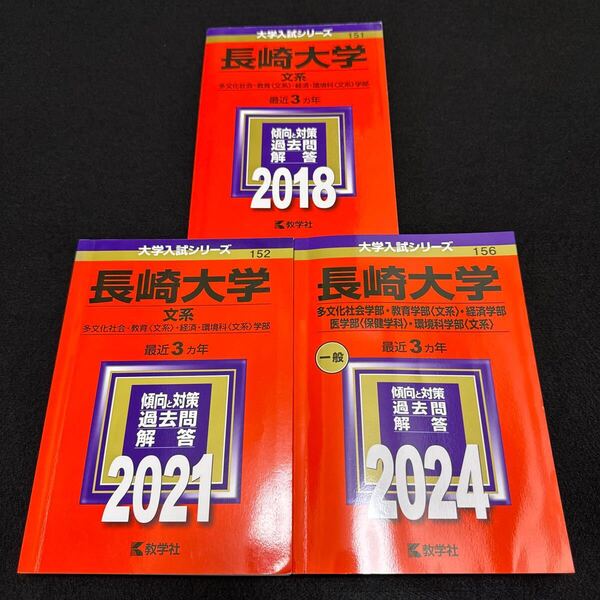 大学入試シリーズ
151
長崎大学
文系
多文化社会・教育〈文系〉・経済・環境科〈文系〉学部
最近3カ年
傾向と対策
過去問
解答
2018
教学社
大学入試シリーズ
152
長崎大学
文系
多文化社会・教育〈文系〉・経済・環境科〈文系〉学部
最近3カ年
傾向と対策
過去問
解答
2021
教学社
大学入試シリーズ
156
長崎大学
多文化社会学部・教育学部〈文系〉・経済学部
医学部〈保健学科〉・環境科学部〈文系〉
一般
最近3カ年
傾向と対策
過去問
解答
2024
教学社